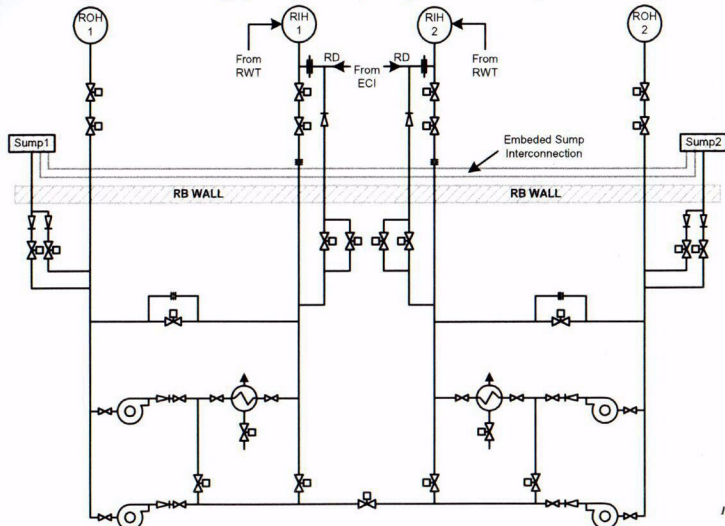 ROH
1
RIH
1
RIH
2
ROH
2
From
RWT
RD
From
ECI
RD
From
RWT
Sump1
Embeded Sump
Interconnection
Sump2
RB WALL
RB WALL